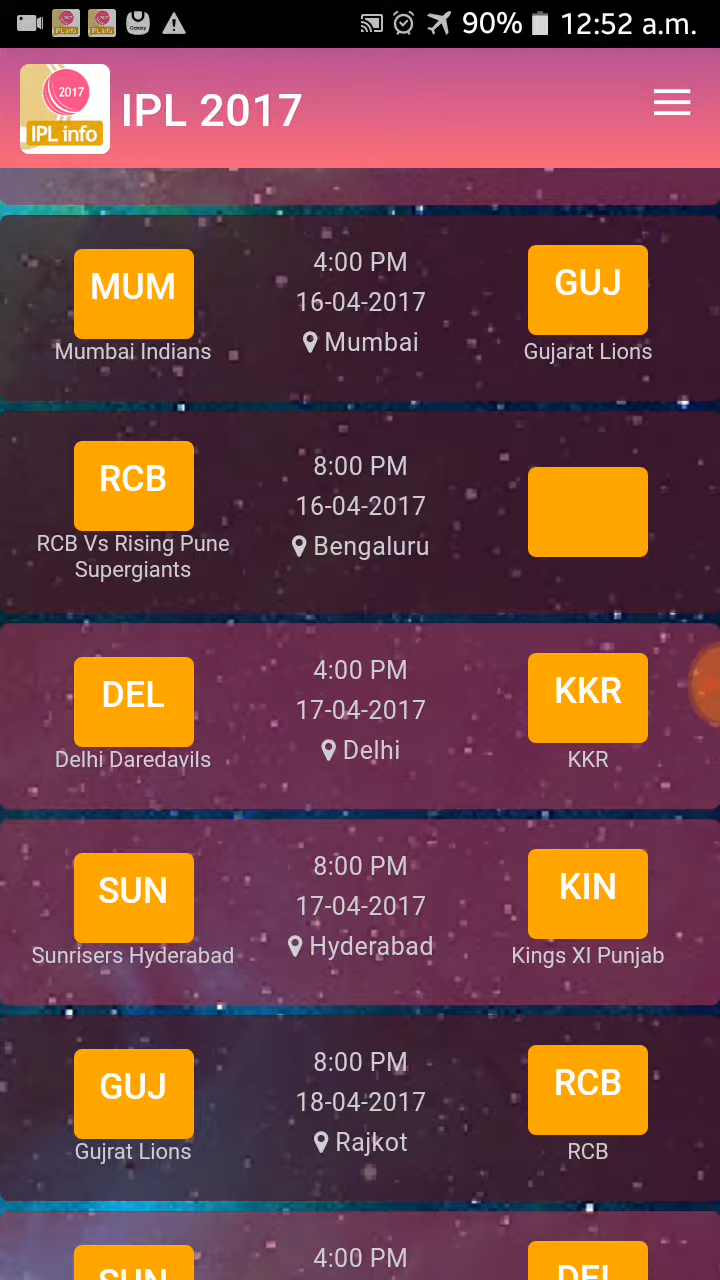 90% 12:52 a.m.
2017
IPL info
IPL 2017
MUM
Mumbai Indians
4:00 PM
16-04-2017
Mumbai
GUJ
Gujarat Lions
RCB
RCB Vs Rising Pune
Supergiants
8:00 PM
16-04-2017
Bengaluru
DEL
Delhi Daredavils
4:00 PM
17-04-2017
Delhi
KKR
KKR
SUN
Sunrisers Hyderabad
8:00 PM
17-04-2017
Hyderabad
KIN
Kings XI Punjab
GUJ
Gujrat Lions
8:00 PM
18-04-2017
Rajkot
RCB
RCB
SUN
4:00 PM
DEL